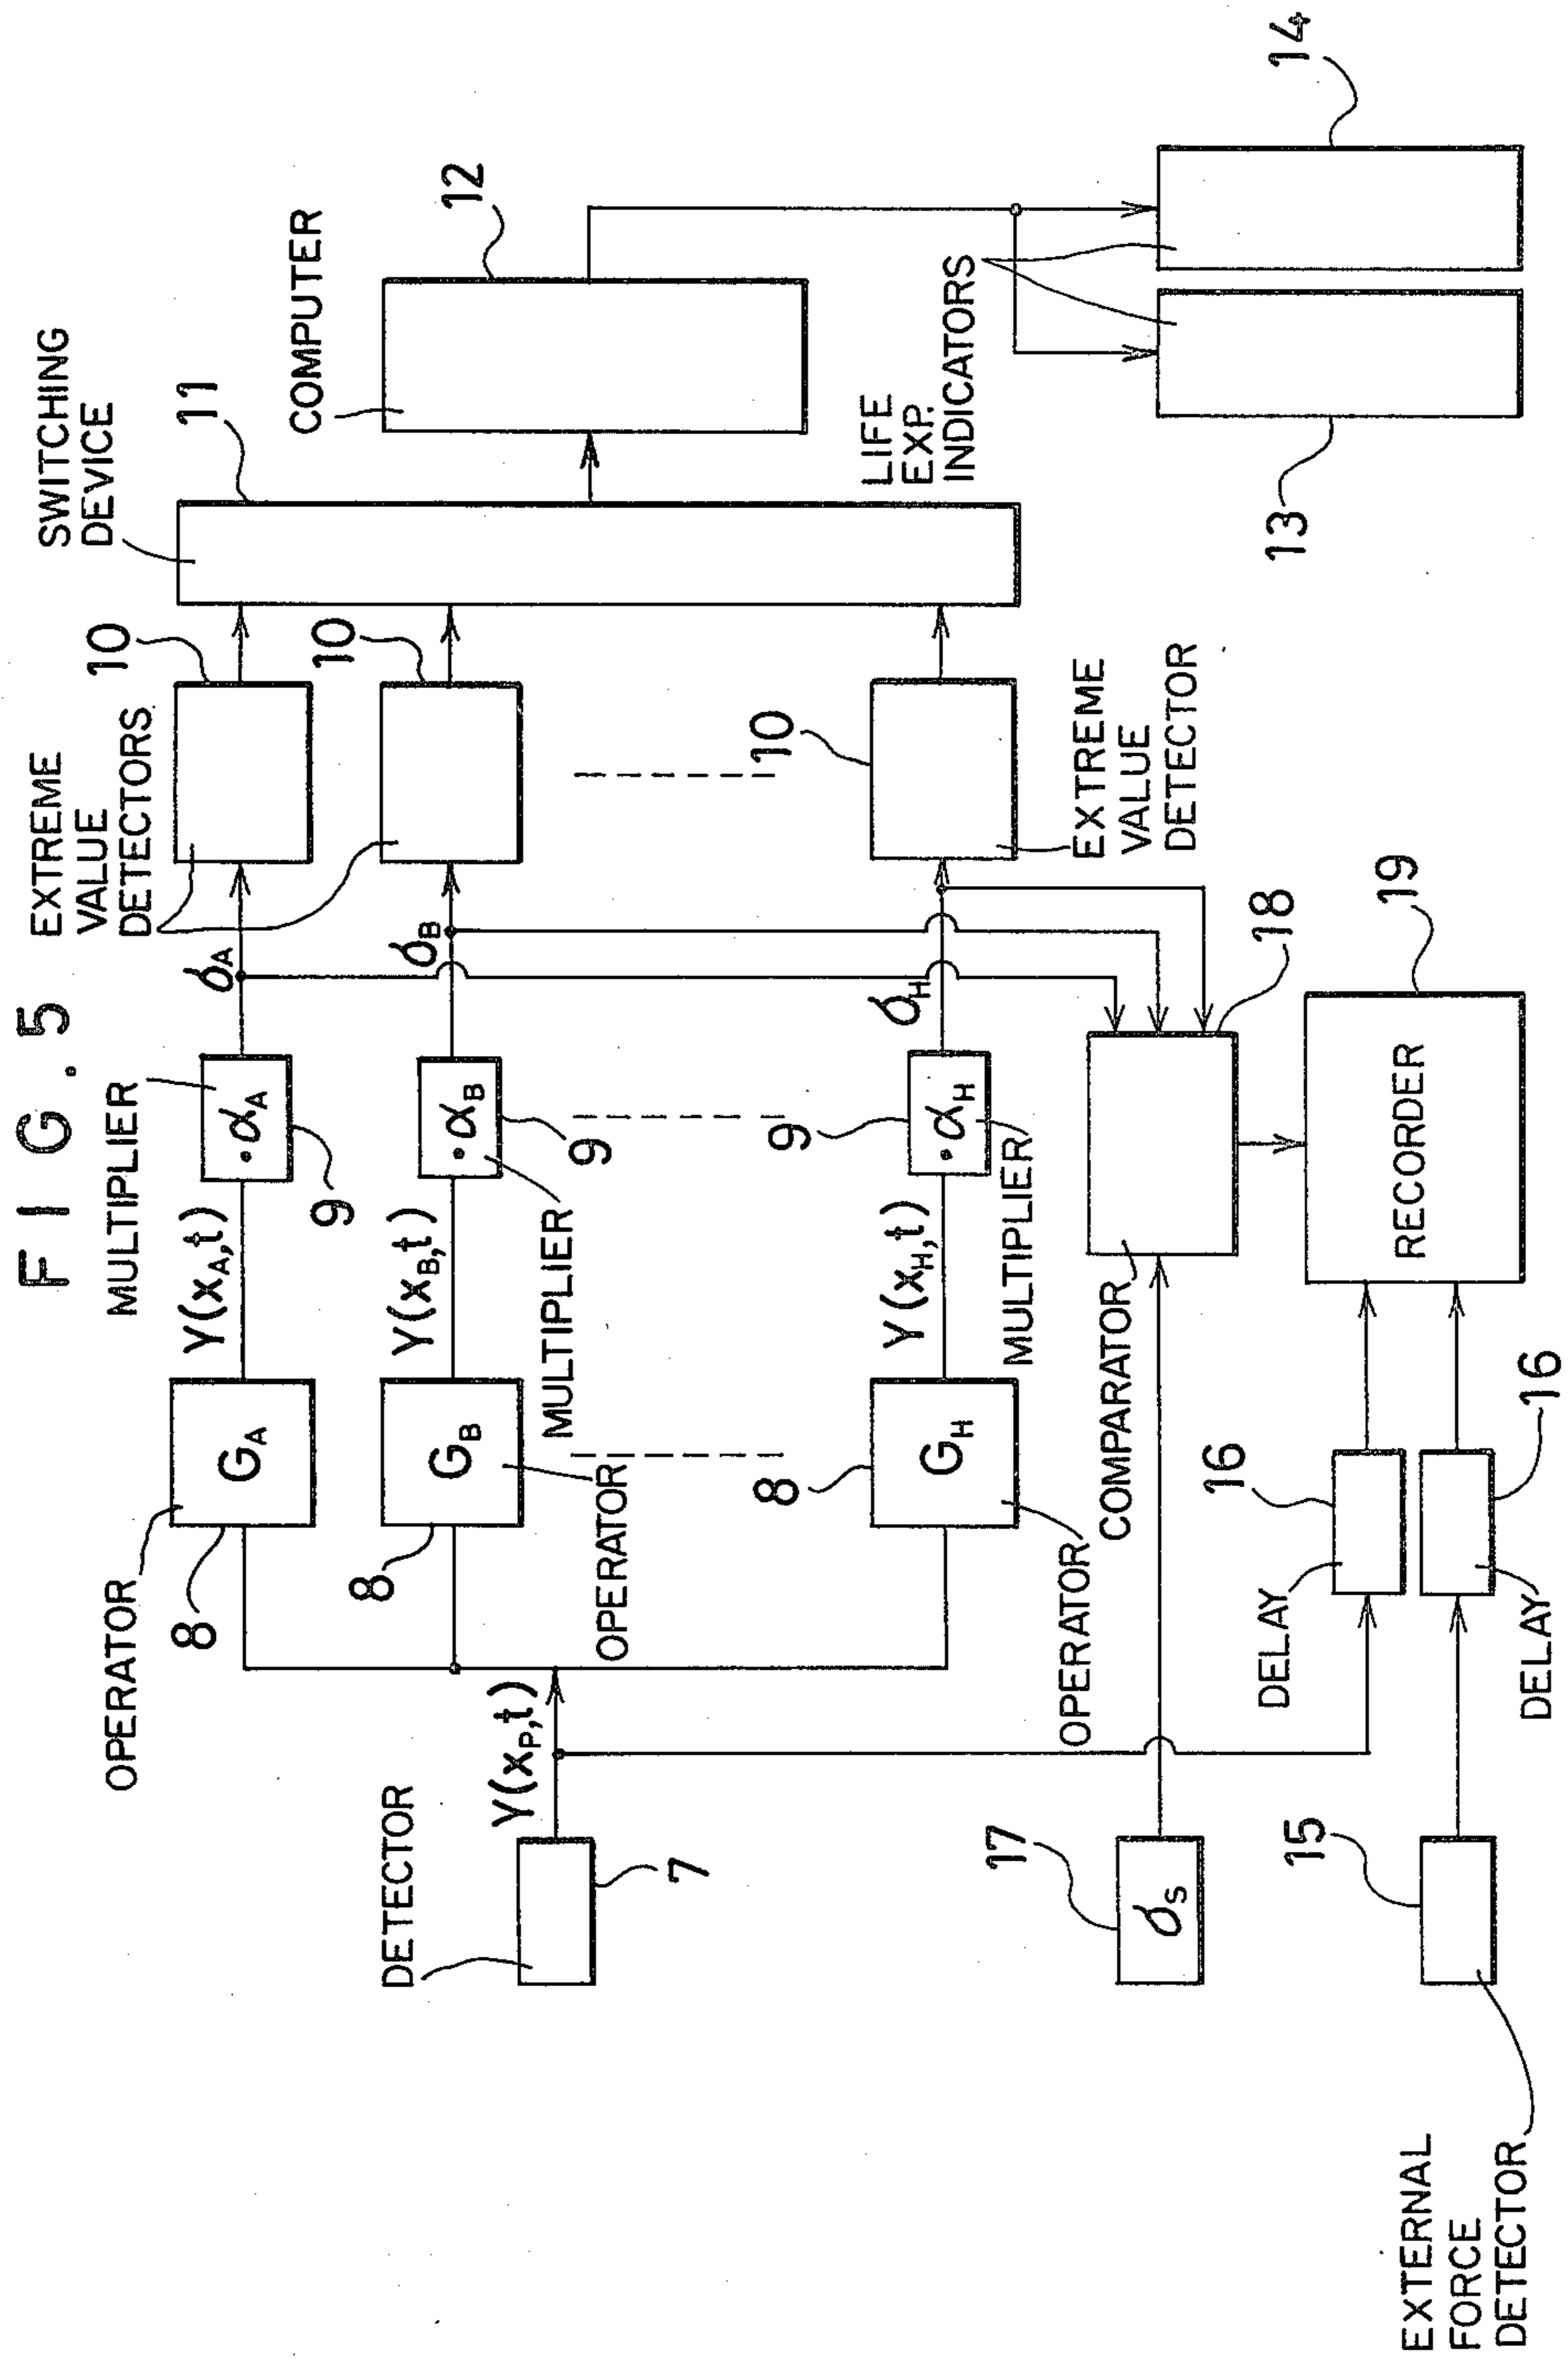 FIG. 5
EXTREME
VALUE
DETECTORS
SWITCHING
DEVICE
OPERATOR
MULTIPLIER
10
11
COMPUTER
12
GA
8
Y(xA,t)
·αA
9
σA
DETECTOR
7
Y(xP,t)
GB
8
OPERATOR
Y(xB,t)
·αB
9
MULTIPLIER
σB
10
GH
8
OPERATOR
Y(xH,t)
·αH
9
MULTIPLIER
σH
10
EXTREME
VALUE
DETECTOR
LIFE
EXP.
INDICATORS
13
14
17
σS
COMPARATOR
18
DELAY
16
RECORDER
19
15
DELAY
16
EXTERNAL
FORCE
DETECTOR